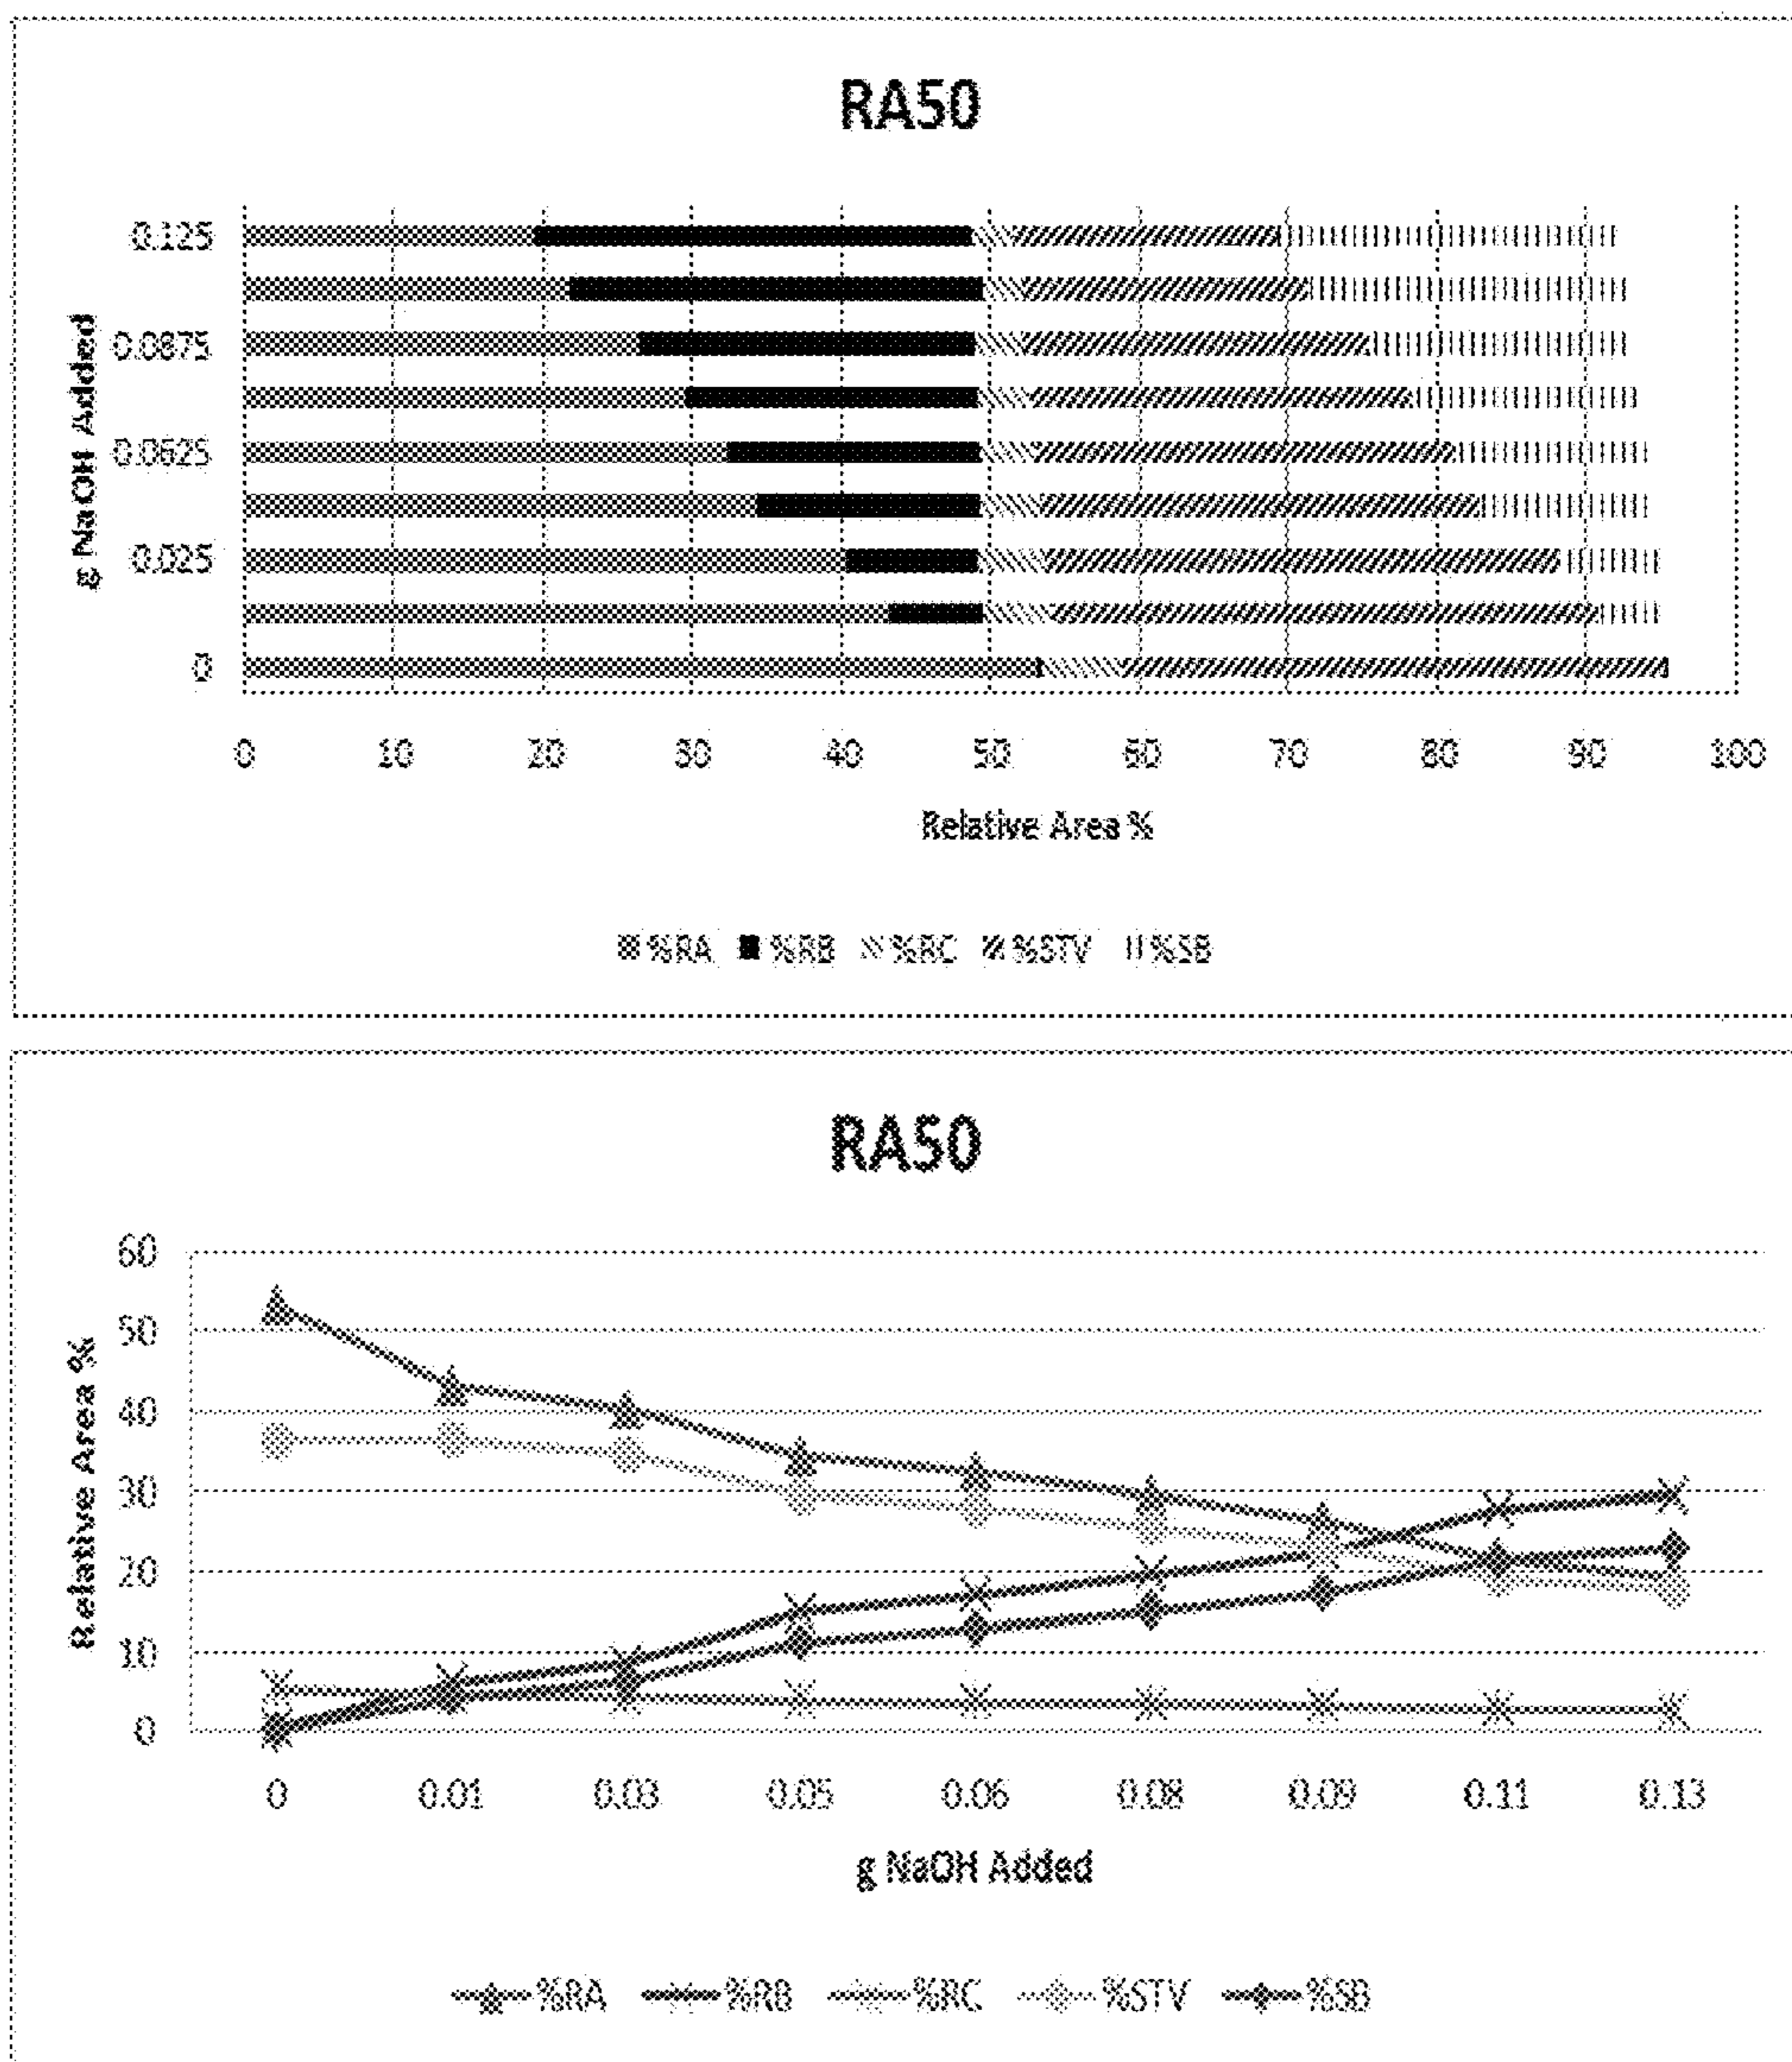 RA50
0.125
0.0875
0.0625
0.025
0
g NaOH Added
0 10 20 30 40 50 60 70 80 90 100
Relative Area %
%RA %RB %RC %STV %SB
RA50
60
50
40
30
20
10
0
Relative Area %
0 0.01 0.03 0.05 0.06 0.08 0.09 0.11 0.13
g NaOH Added
%RA %RB %RC %STV %SB